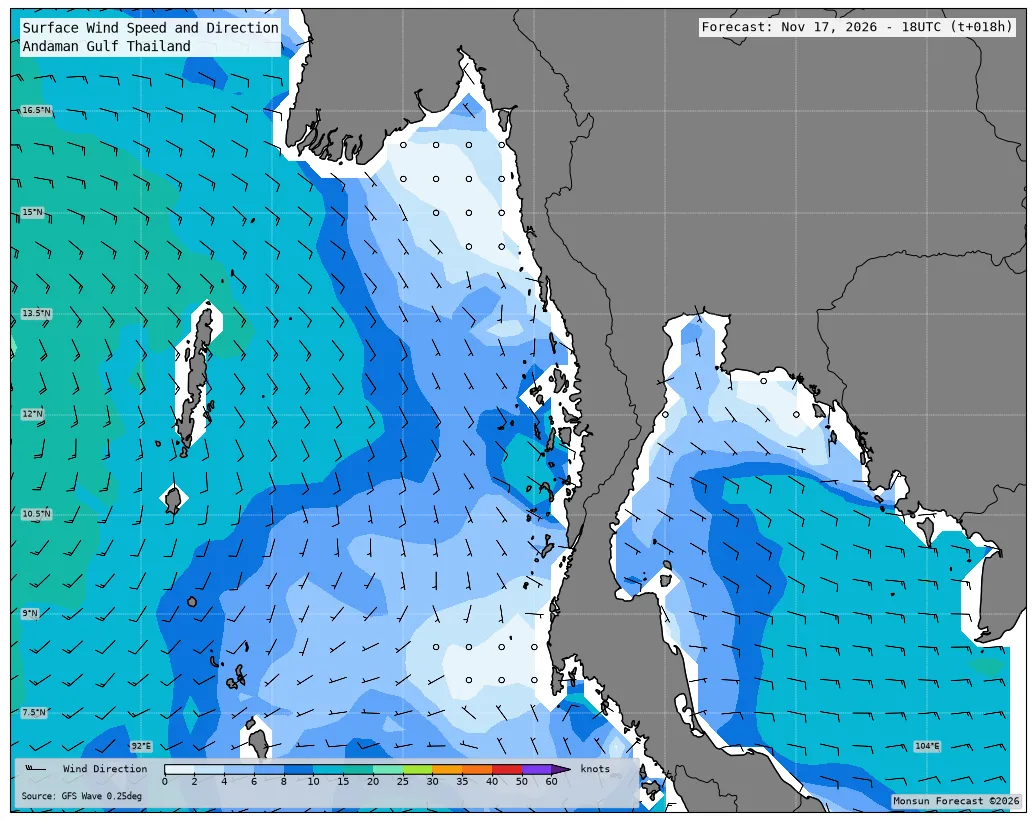 Surface Wind Speed and Direction
Andaman Gulf Thailand
Forecast: Nov 17, 2026 - 18UTC (t+018h)
16.5°N
15°N
13.5°N
12°N
10.5°N
9°N
7.5°N
92°E
104°E
Wind Direction
0 2 4 6 8 10 15 20 25 30 35 40 50 60
knots
Source: GFS Wave 0.25deg
Monsun Forecast ©2026